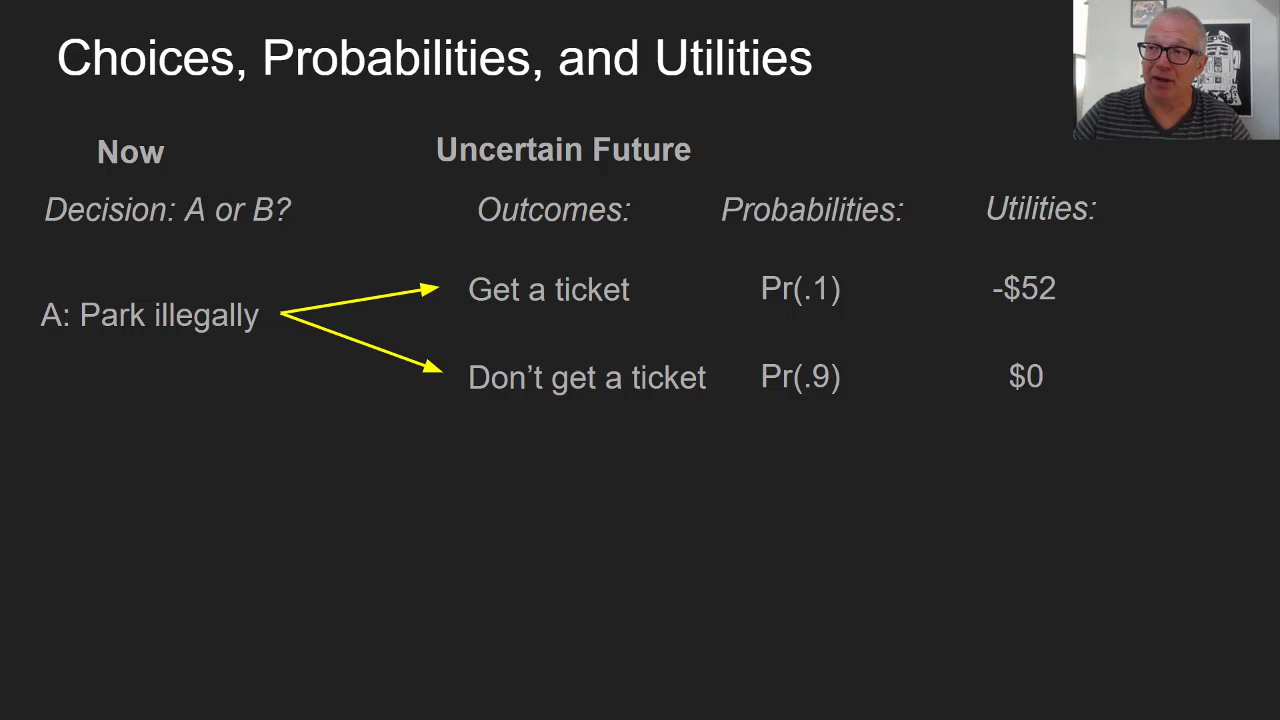 Choices, Probabilities, and Utilities
Now
Uncertain Future
Decision: A or B?
Outcomes:
Probabilities:
Utilities:
A: Park illegally
Get a ticket
Pr(.1)
-$52
Don’t get a ticket
Pr(.9)
$0